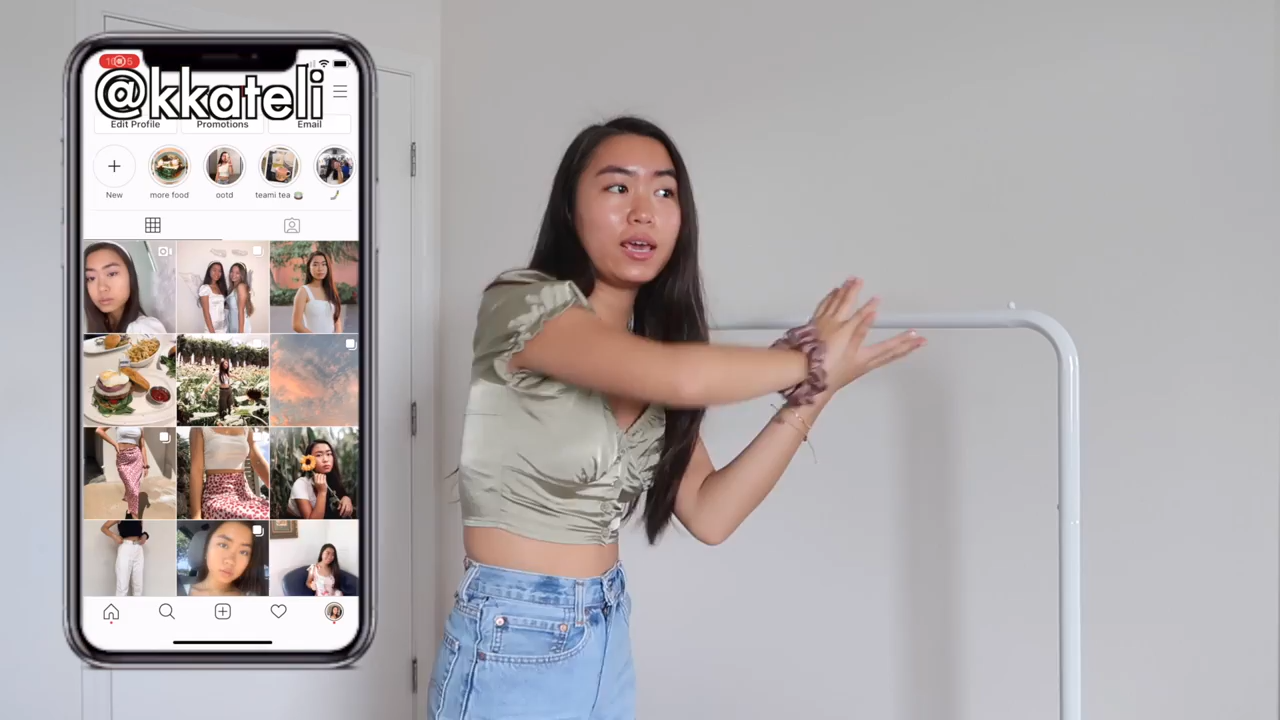 @kkateli
Edit Profile
Promotions
Email
New
more food
ootd
teami tea